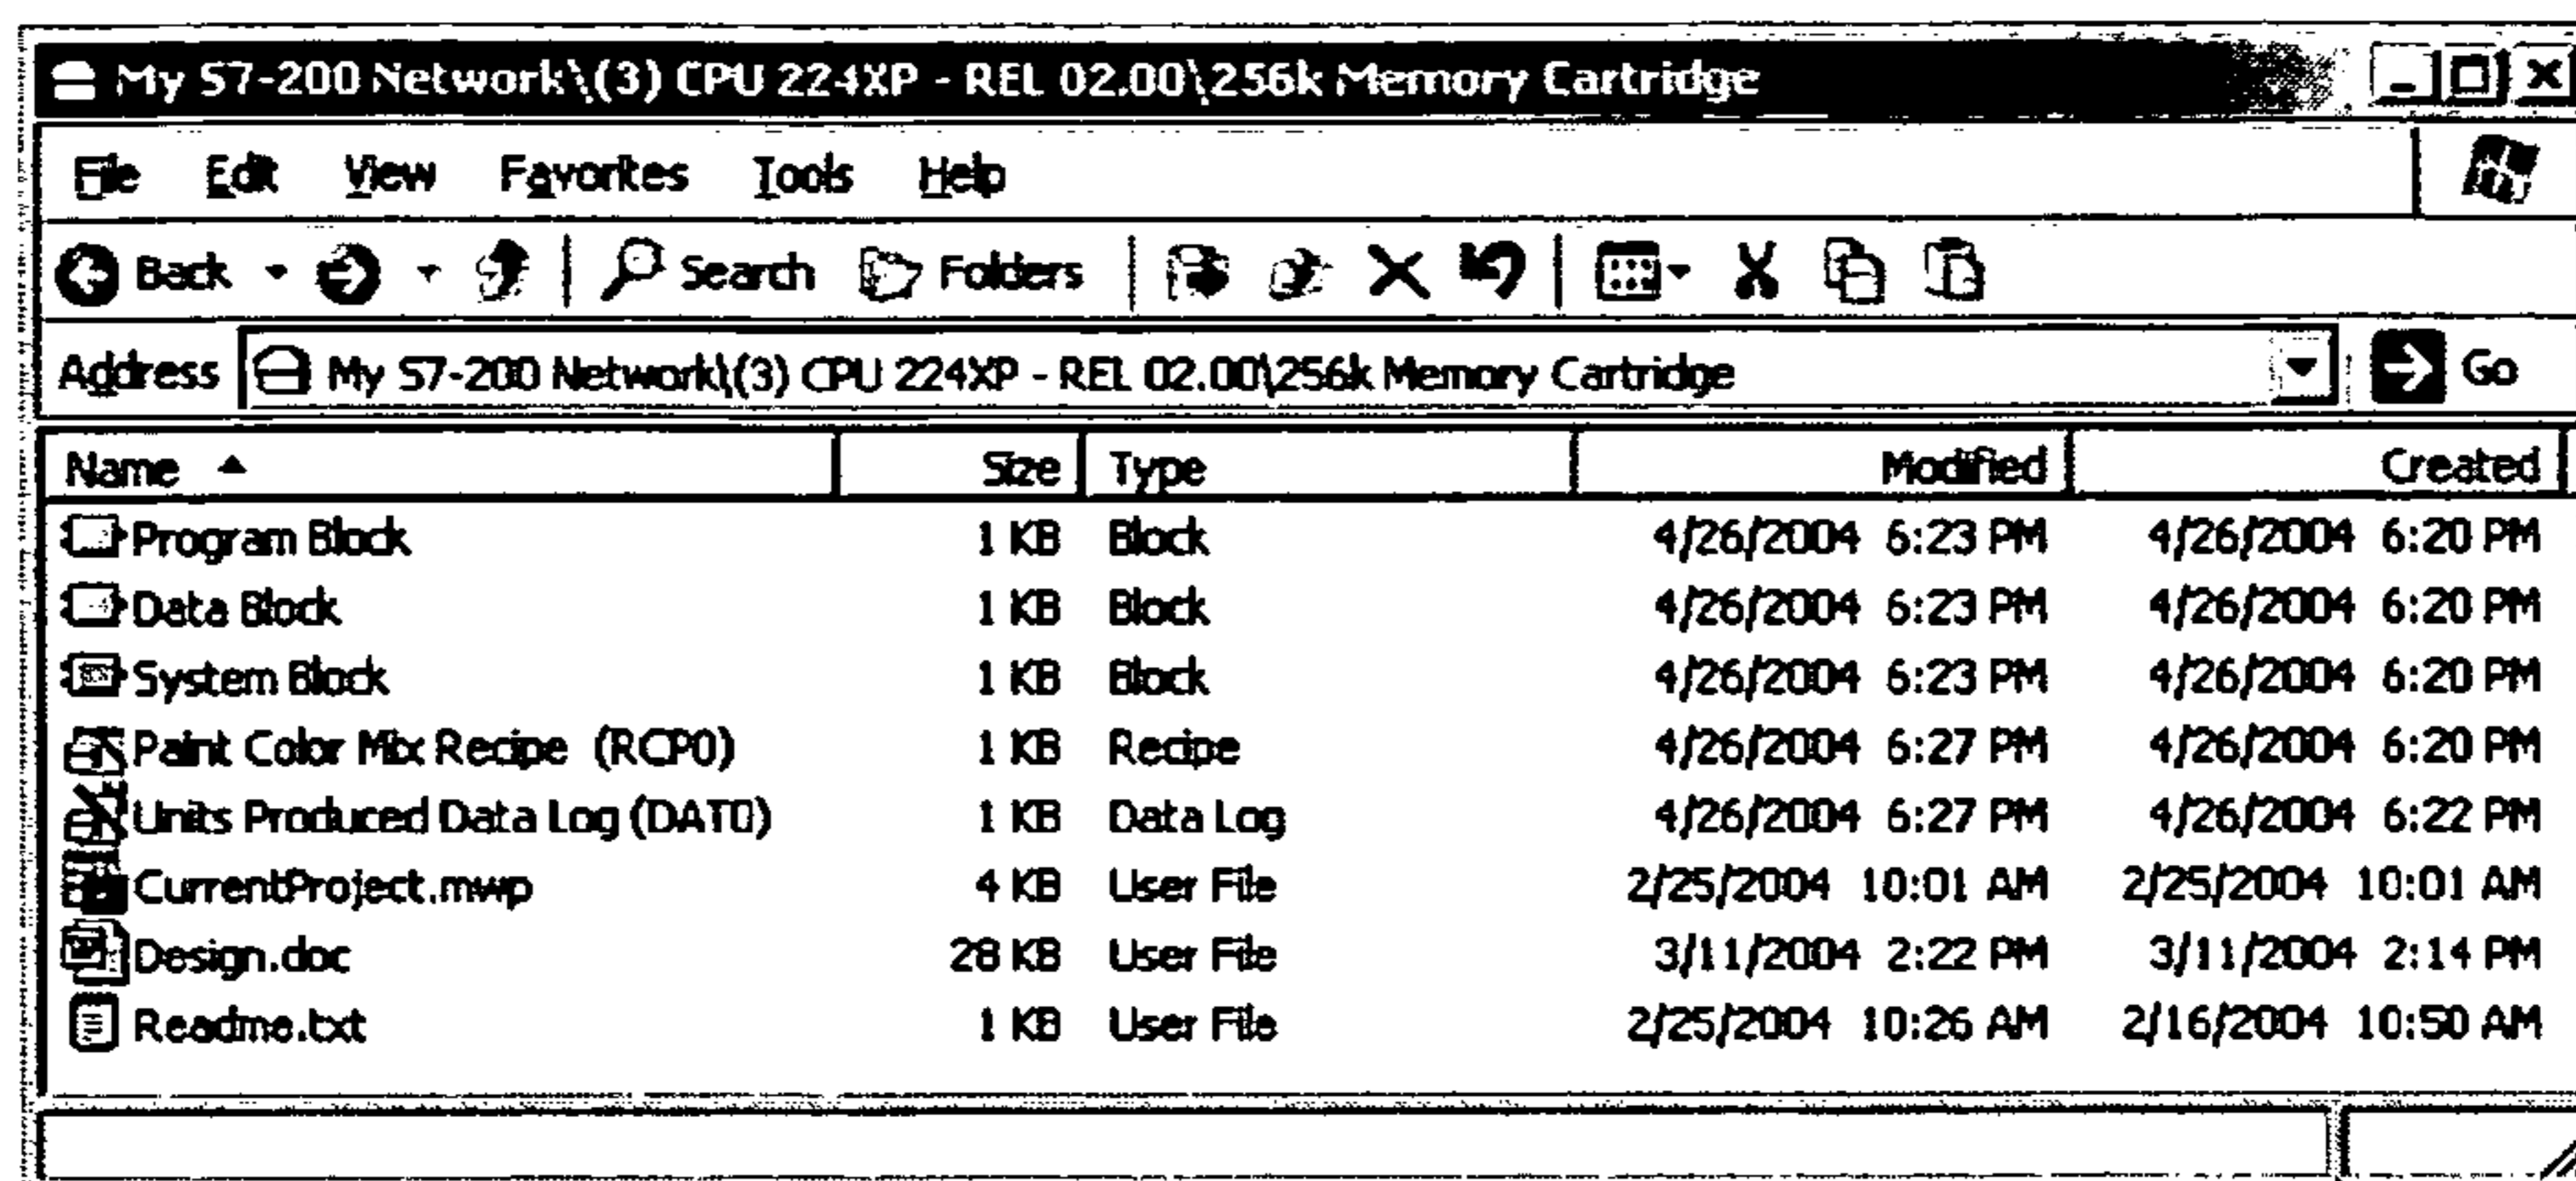 My S7-200 Network\(3) CPU 224XP - REL 02.00\256k Memory Cartridge
File Edit View Favorites Tools Help
Back Search Folders
Address My S7-200 Network\(3) CPU 224XP - REL 02.00\256k Memory Cartridge Go
Name Size Type Modified Created
Program Block 1 KB Block 4/26/2004 6:23 PM 4/26/2004 6:20 PM
Data Block 1 KB Block 4/26/2004 6:23 PM 4/26/2004 6:20 PM
System Block 1 KB Block 4/26/2004 6:23 PM 4/26/2004 6:20 PM
Paint Color Mix Recipe (RCP0) 1 KB Recipe 4/26/2004 6:27 PM 4/26/2004 6:20 PM
Units Produced Data Log (DAT0) 1 KB Data Log 4/26/2004 6:27 PM 4/26/2004 6:22 PM
CurrentProject.mwp 4 KB User File 2/25/2004 10:01 AM 2/25/2004 10:01 AM
Design.doc 28 KB User File 3/11/2004 2:22 PM 3/11/2004 2:14 PM
Readme.txt 1 KB User File 2/25/2004 10:26 AM 2/16/2004 10:50 AM